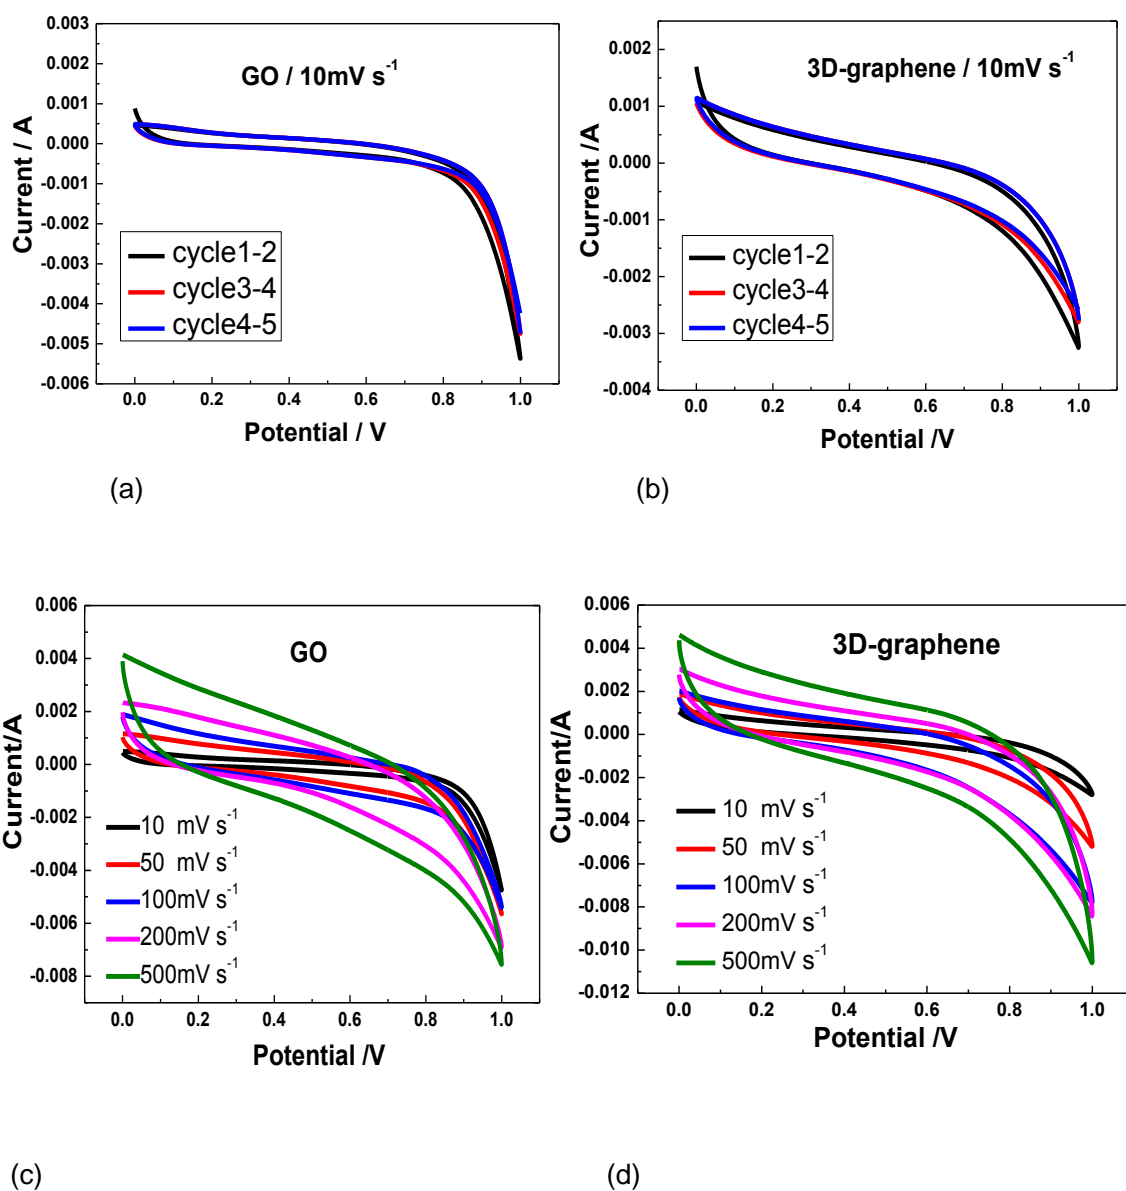 0.003
0.002
0.001
0.000
-0.001
-0.002
-0.003
-0.004
-0.005
-0.006
Current / A
GO / 10mV s⁻¹
cycle1-2
cycle3-4
cycle4-5
0.0 0.2 0.4 0.6 0.8 1.0
Potential / V
(a)
0.002
0.001
0.000
-0.001
-0.002
-0.003
-0.004
Current /A
3D-graphene / 10mV s⁻¹
cycle1-2
cycle3-4
cycle4-5
0.0 0.2 0.4 0.6 0.8 1.0
Potential /V
(b)
0.006
0.004
0.002
0.000
-0.002
-0.004
-0.006
-0.008
Current/A
GO
10 mV s⁻¹
50 mV s⁻¹
100mV s⁻¹
200mV s⁻¹
500mV s⁻¹
0.0 0.2 0.4 0.6 0.8 1.0
Potential /V
(c)
0.006
0.004
0.002
0.000
-0.002
-0.004
-0.006
-0.008
-0.010
-0.012
Current/A
3D-graphene
10 mV s⁻¹
50 mV s⁻¹
100mV s⁻¹
200mV s⁻¹
500mV s⁻¹
0.0 0.2 0.4 0.6 0.8 1.0
Potential /V
(d)